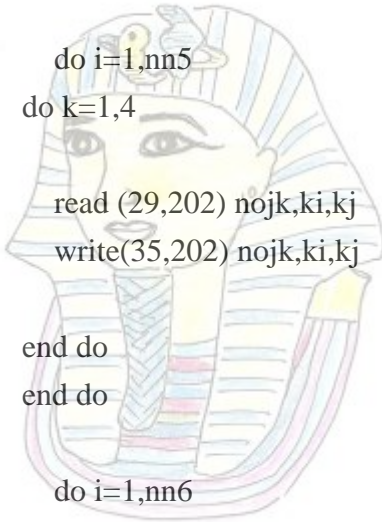 do i=1,nn5
do k=1,4
read (29,202) nojk,ki,kj
write(35,202) nojk,ki,kj
end do
end do
do i=1,nn6